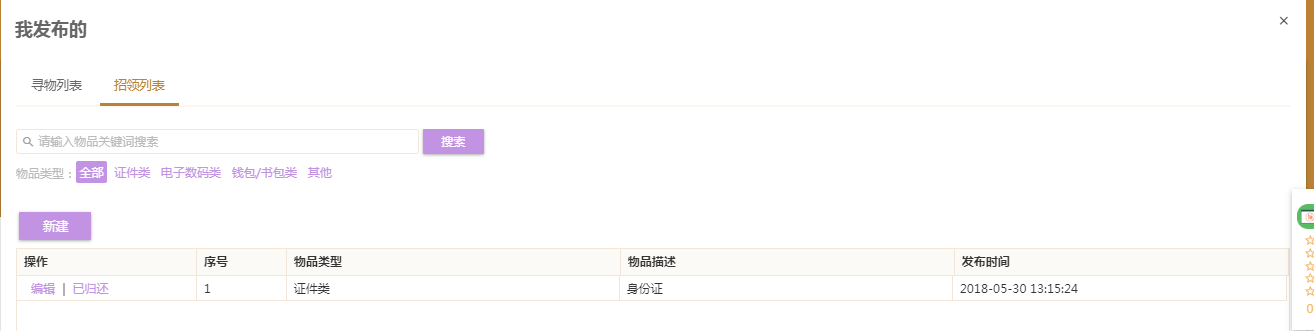 我发布的
×
寻物列表 招领列表
请输入物品关键词搜索 搜索
物品类型： 全部 证件类 电子数码类 钱包/书包类 其他
新建
操作 序号 物品类型 物品描述 发布时间
编辑 | 已归还 1 证件类 身份证 2018-05-30 13:15:24
0